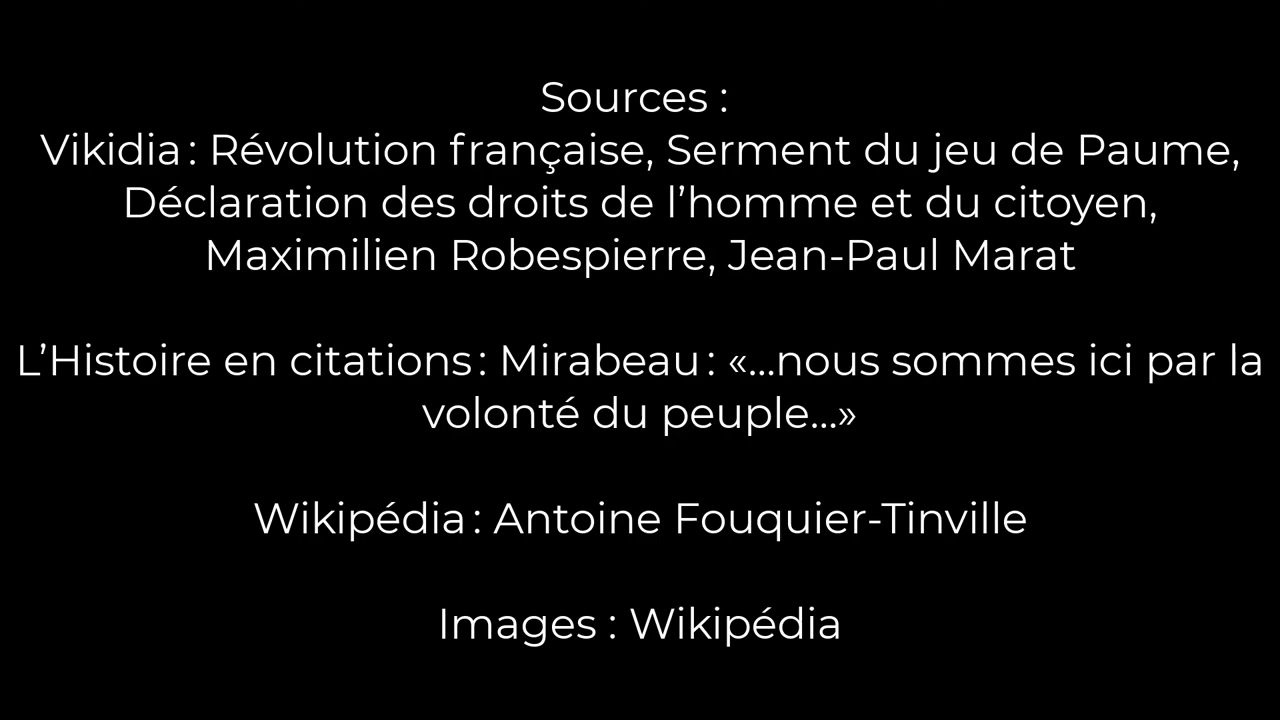 Sources :
Vikidia : Révolution française, Serment du jeu de Paume,
Déclaration des droits de l’homme et du citoyen,
Maximilien Robespierre, Jean-Paul Marat
L’Histoire en citations : Mirabeau : «...nous sommes ici par la
volonté du peuple...»
Wikipédia : Antoine Fouquier-Tinville
Images : Wikipédia